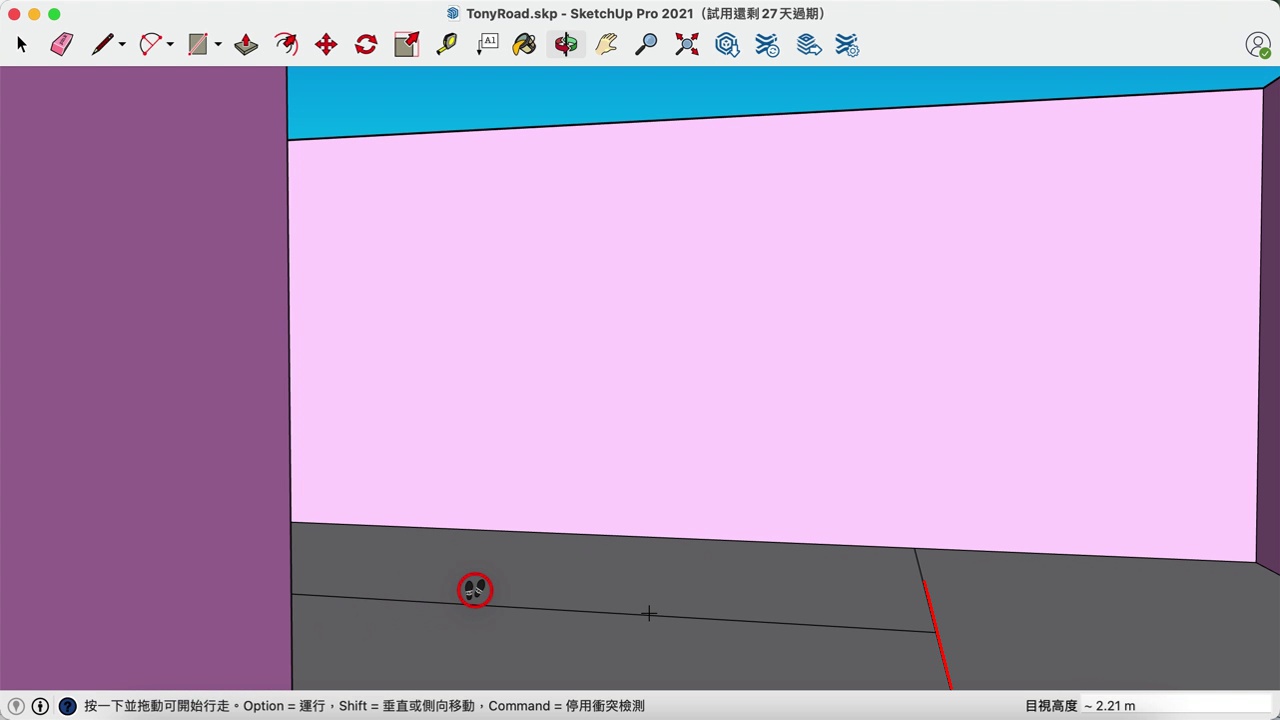 TonyRoad.skp - SketchUp Pro 2021（試用還剩 27 天過期）
A1
按一下並拖動可開始行走。Option = 運行，Shift = 垂直或側向移動，Command = 停用衝突檢測
目視高度 ~ 2.21 m